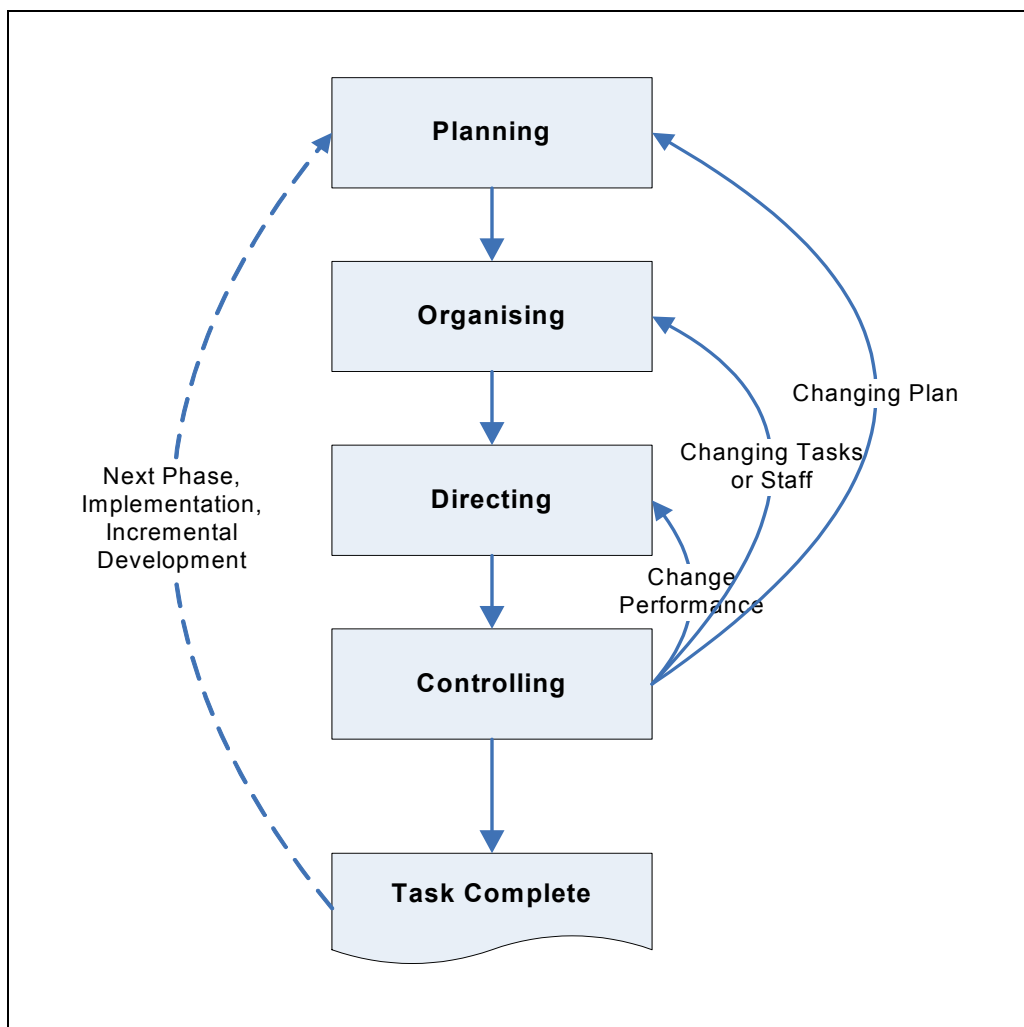 Planning
Organising
Changing Plan
Changing Tasks
or Staff
Next Phase,
Implementation,
Incremental
Development
Directing
Change
Performance
Controlling
Task Complete